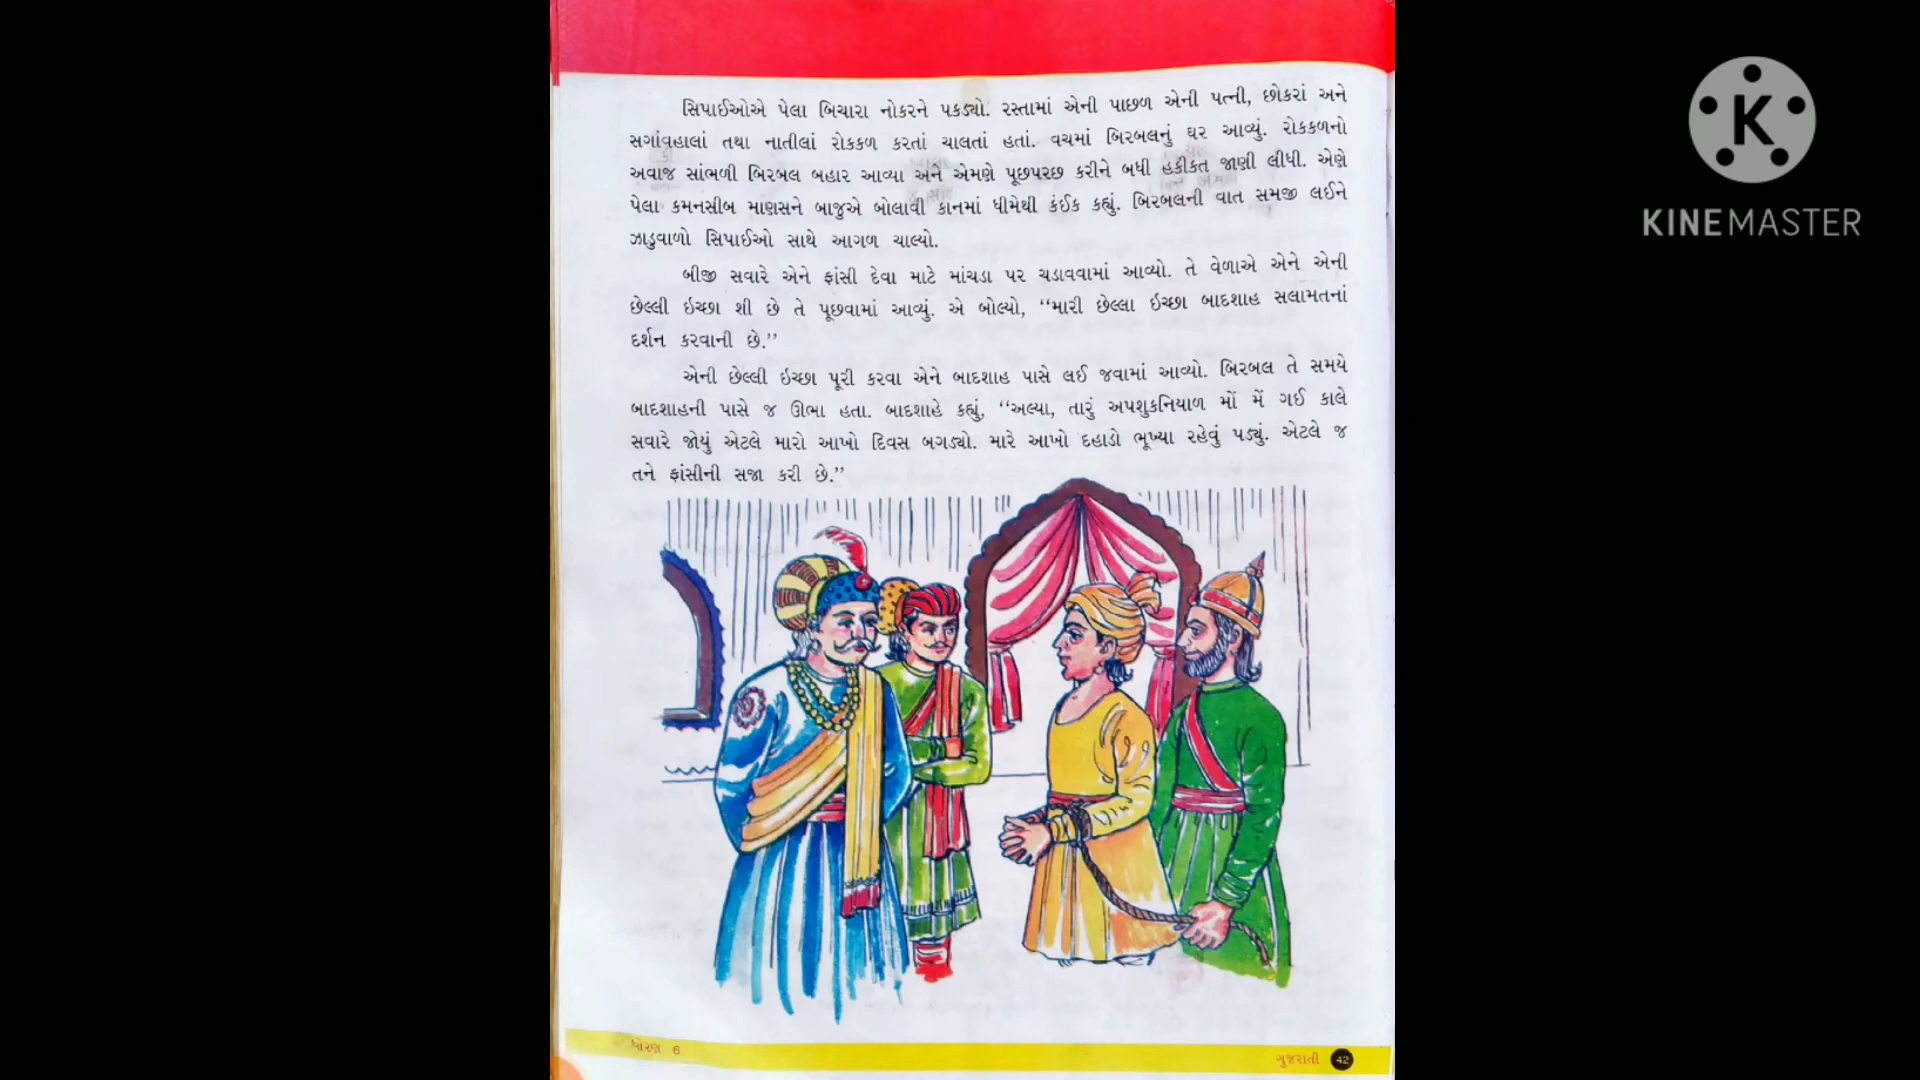 સિપાઈઓએ પેલા બિચારા નોકરને પકડ્યો. રસ્તામાં એની પાછળ એની પત્ની, છોકરાં અને
સગાંવહાલાં તથા નાતીલાં રોકકળ કરતાં ચાલતાં હતાં. વચમાં બિરબલનું ઘર આવ્યું. રોકકળનો
અવાજ સાંભળી બિરબલ બહાર આવ્યા અને એમણે પૂછપરછ કરીને બધી હકીકત જાણી લીધી. એણે
પેલા કમનસીબ માણસને બાજુએ બોલાવી કાનમાં ધીમેથી કંઈક કહ્યું. બિરબલની વાત સમજી લઈને
ઝાડુવાળો સિપાઈઓ સાથે આગળ ચાલ્યો.
બીજી સવારે એને ફાંસી દેવા માટે માંચડા પર ચડાવવામાં આવ્યો. તે વેળાએ એને એની
છેલ્લી ઇચ્છા શી છે તે પૂછવામાં આવ્યું. એ બોલ્યો, ‘‘મારી છેલ્લા ઇચ્છા બાદશાહ સલામતનાં
દર્શન કરવાની છે.’’
એની છેલ્લી ઇચ્છા પૂરી કરવા એને બાદશાહ પાસે લઈ જવામાં આવ્યો. બિરબલ તે સમયે
બાદશાહની પાસે જ ઊભા હતા. બાદશાહે કહ્યું, ‘‘અલ્યા, તારું અપશુકનિયાળ મોં મેં ગઈ કાલે
સવારે જોયું એટલે મારો આખો દિવસ બગડ્યો. મારે આખો દહાડો ભૂખ્યા રહેવું પડ્યું. એટલે જ
તને ફાંસીની સજા કરી છે.’’
ધોરણ 6
ગુજરાતી 42
K
KINEMASTER